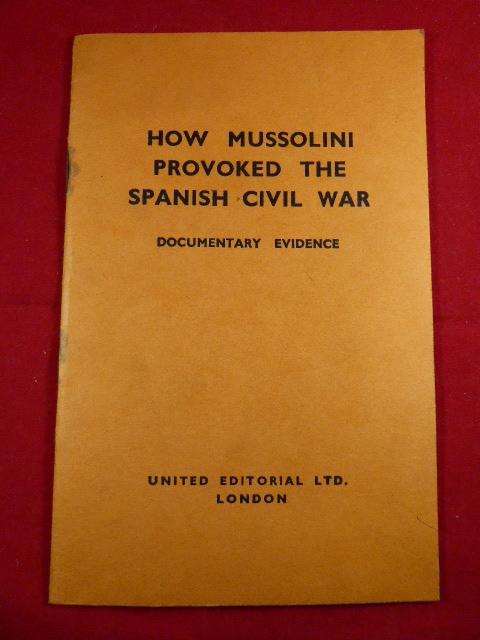 HOW MUSSOLINI
PROVOKED THE
SPANISH CIVIL WAR
DOCUMENTARY EVIDENCE
UNITED EDITORIAL LTD.
LONDON